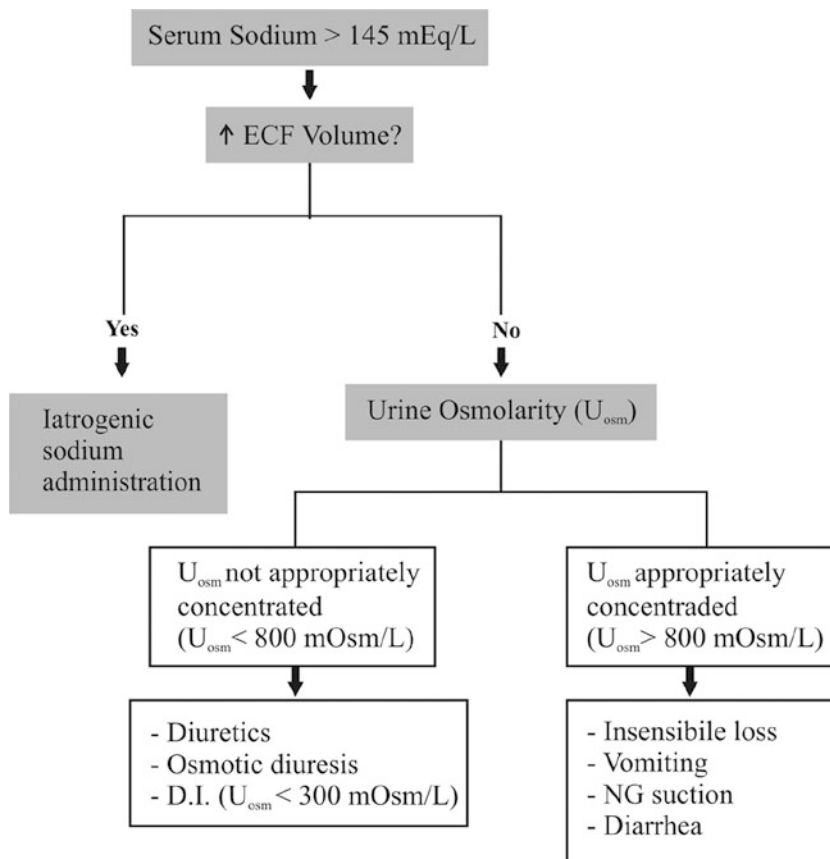 Serum Sodium > 145 mEq/L
↑ ECF Volume?
Yes
No
Iatrogenic
sodium
administration
Urine Osmolarity (Uosm)
Uosm not appropriately
concentrated
(Uosm< 800 mOsm/L)
Uosm appropriately
concentraded
(Uosm> 800 mOsm/L)
- Diuretics
- Osmotic diuresis
- D.I. (Uosm < 300 mOsm/L)
- Insensibile loss
- Vomiting
- NG suction
- Diarrhea